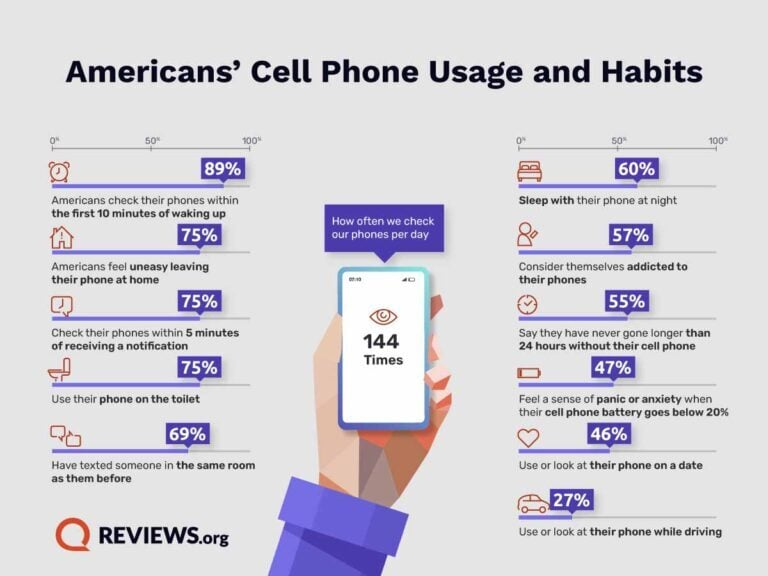 Americans' Cell Phone Usage and Habits
0% 50% 100%
89%
Americans check their phones within
the first 10 minutes of waking up
75%
Americans feel uneasy leaving
their phone at home
75%
Check their phones within 5 minutes
of receiving a notification
75%
Use their phone on the toilet
69%
Have texted someone in the same room
as them before
REVIEWS.org
How often we check
our phones per day
07:10
144
Times
0% 50% 100%
60%
Sleep with their phone at night
57%
Consider themselves addicted to
their phones
55%
Say they have never gone longer than
24 hours without their cell phone
47%
Feel a sense of panic or anxiety when
their cell phone battery goes below 20%
46%
Use or look at their phone on a date
27%
Use or look at their phone while driving